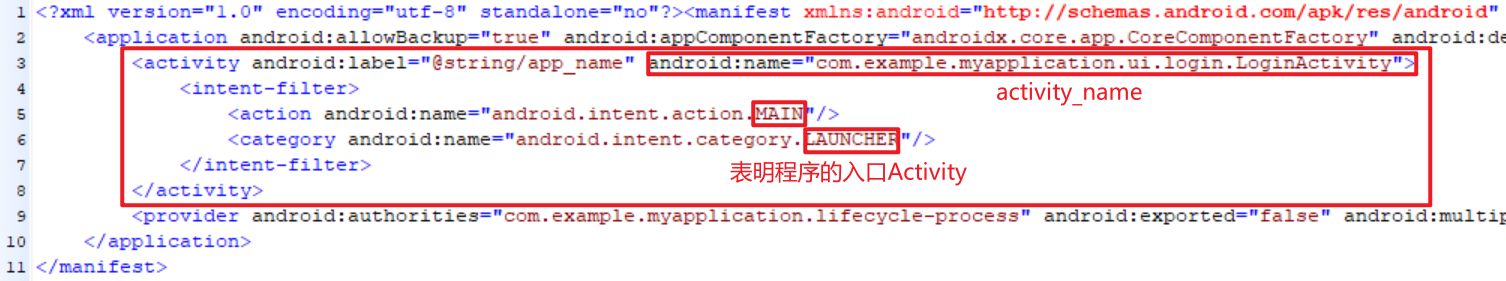 1 <?xml version="1.0" encoding="utf-8" standalone="no"?><manifest xmlns:android="http://schemas.android.com/apk/res/android"
2 <application android:allowBackup="true" android:appComponentFactory="androidx.core.app.CoreComponentFactory" android:de
3 <activity android:label="@string/app_name" android:name="com.example.myapplication.ui.login.LoginActivity">
activity_name
4 <intent-filter>
5 <action android:name="android.intent.action.MAIN"/>
6 <category android:name="android.intent.category.LAUNCHER"/>
7 </intent-filter>
表明程序的入口Activity
8 </activity>
9 <provider android:authorities="com.example.myapplication.lifecycle-process" android:exported="false" android:multip
10 </application>
11 </manifest>